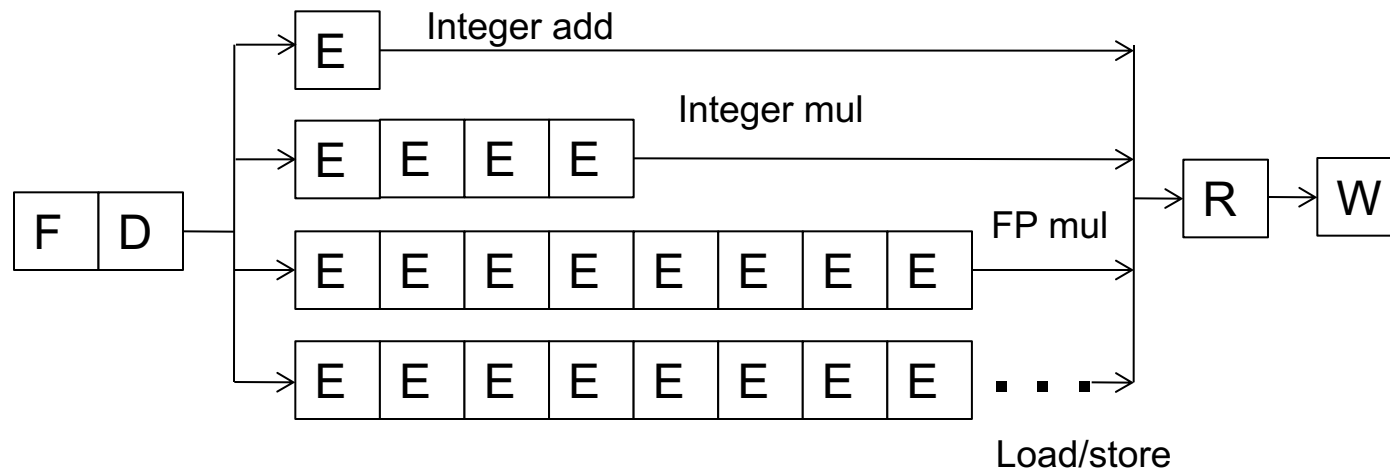 E Integer add
E E E E Integer mul
F D R W
E E E E E E E E FP mul
E E E E E E E E . . .
Load/store